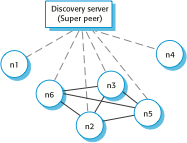 Discovery server
(Super peer)
n1
n4
n3
n6
n5
n2